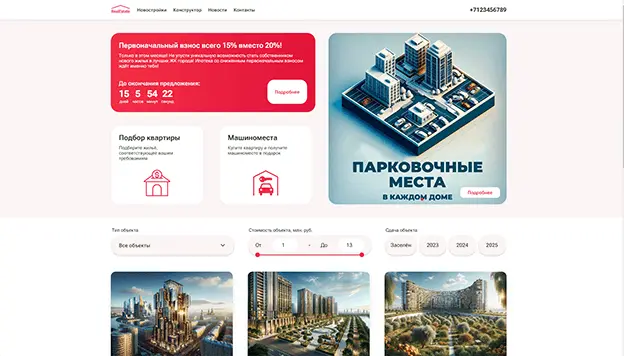 RealEstate
Новостройки Конструктор Новости Контакты
+7123456789
Первоначальный взнос всего 15% вместо 20%!
Только в этом месяце! Не упустите уникальную возможность стать собственником
нового жилья в лучших ЖК города! Ипотека со сниженным первоначальным взносом
ждёт именно тебя!
До окончания предложения:
15 5 54 22
дней часов минут секунд
Подробнее
Подбор квартиры
Подберите жильё,
соответствующее вашим
требованиям
Машиноместа
Купите квартиру и получите
машиноместо в подарок
ПАРКОВОЧНЫЕ
МЕСТА
В КАЖДОМ ДОМЕ
Подробнее
Тип объекта
Все объекты
Стоимость объекта, млн. руб.
От 1 - До 13
Сдача объекта
Заселён 2023 2024 2025